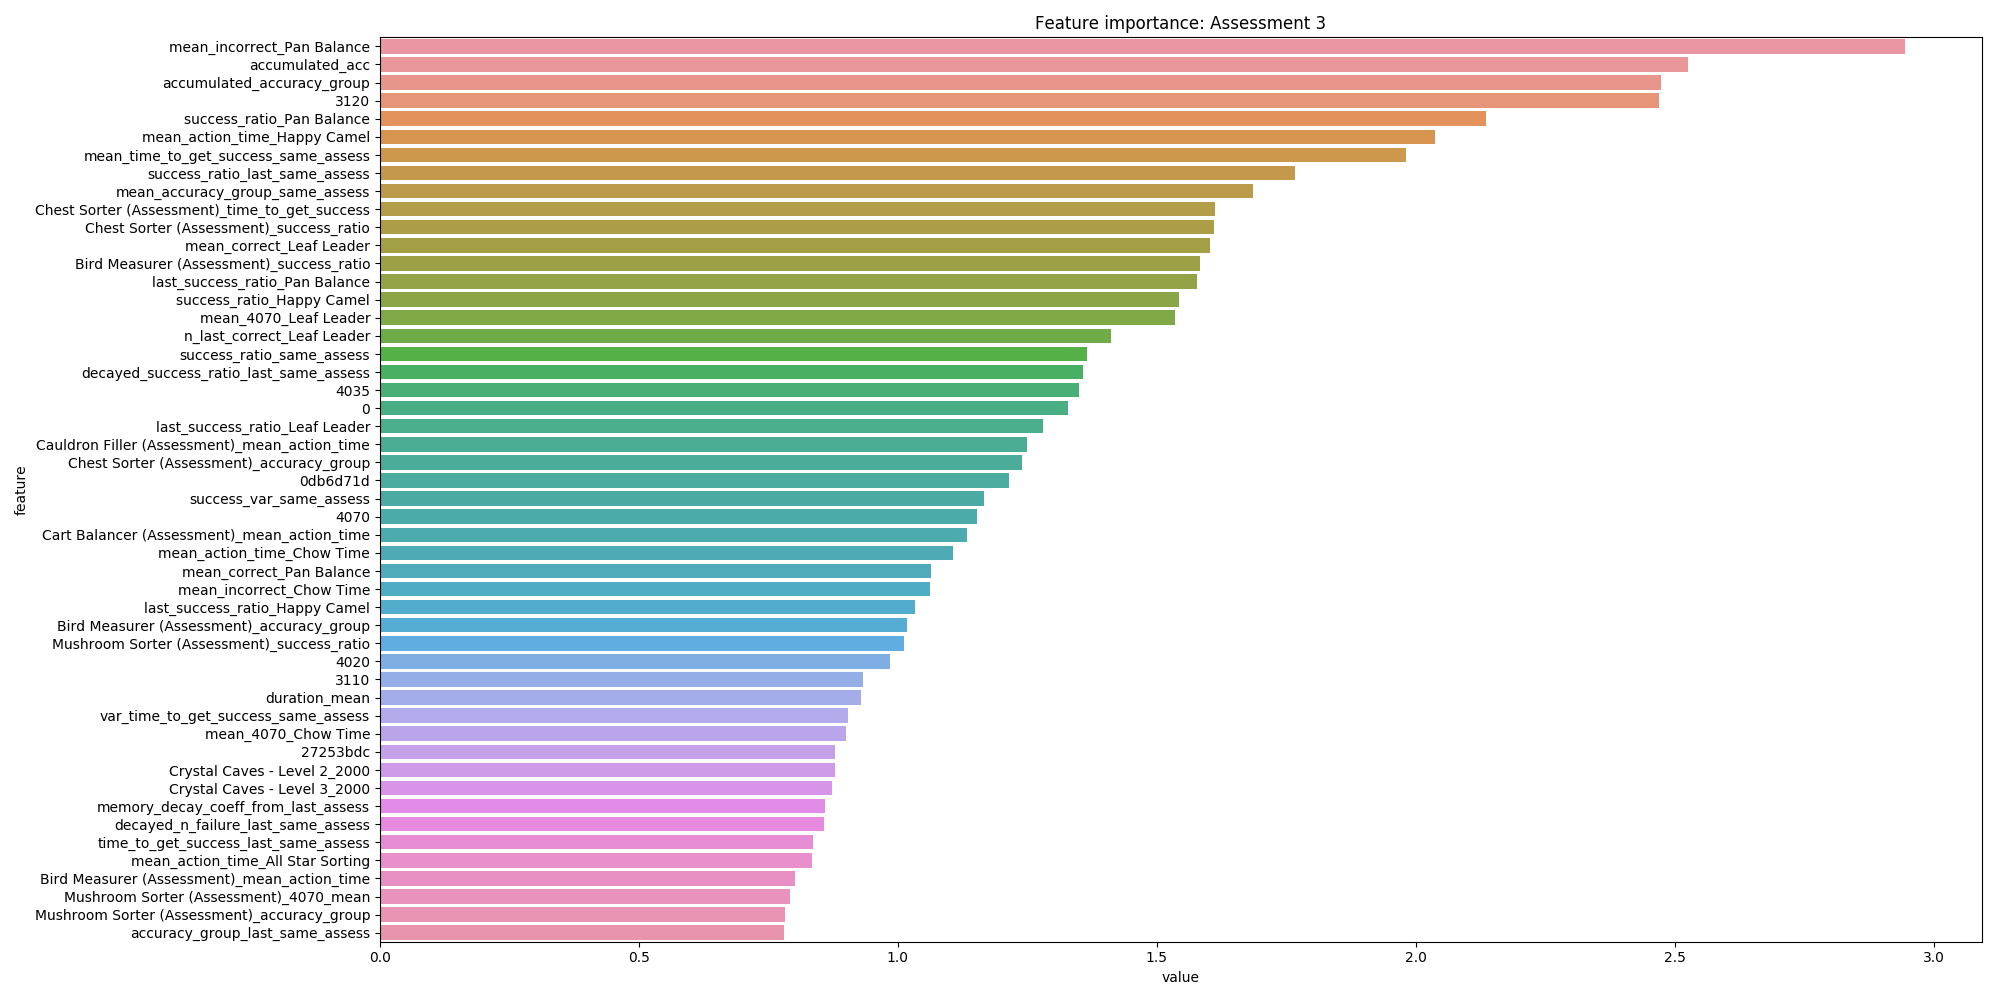 Feature importance: Assessment 3
mean_incorrect_Pan Balance
accumulated_acc
accumulated_accuracy_group
3120
success_ratio_Pan Balance
mean_action_time_Happy Camel
mean_time_to_get_success_same_assess
success_ratio_last_same_assess
mean_accuracy_group_same_assess
Chest Sorter (Assessment)_time_to_get_success
Chest Sorter (Assessment)_success_ratio
mean_correct_Leaf Leader
Bird Measurer (Assessment)_success_ratio
last_success_ratio_Pan Balance
success_ratio_Happy Camel
mean_4070_Leaf Leader
n_last_correct_Leaf Leader
success_ratio_same_assess
decayed_success_ratio_last_same_assess
4035
0
last_success_ratio_Leaf Leader
Cauldron Filler (Assessment)_mean_action_time
Chest Sorter (Assessment)_accuracy_group
0db6d71d
success_var_same_assess
4070
Cart Balancer (Assessment)_mean_action_time
mean_action_time_Chow Time
mean_correct_Pan Balance
mean_incorrect_Chow Time
last_success_ratio_Happy Camel
Bird Measurer (Assessment)_accuracy_group
Mushroom Sorter (Assessment)_success_ratio
4020
3110
duration_mean
var_time_to_get_success_same_assess
mean_4070_Chow Time
27253bdc
Crystal Caves - Level 2_2000
Crystal Caves - Level 3_2000
memory_decay_coeff_from_last_assess
decayed_n_failure_last_same_assess
time_to_get_success_last_same_assess
mean_action_time_All Star Sorting
Bird Measurer (Assessment)_mean_action_time
Mushroom Sorter (Assessment)_4070_mean
Mushroom Sorter (Assessment)_accuracy_group
accuracy_group_last_same_assess
feature
0.0 0.5 1.0 1.5 2.0 2.5 3.0
value